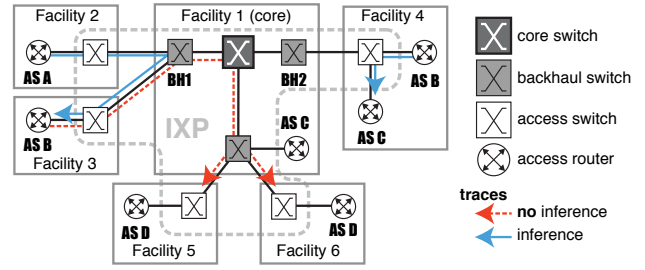 Facility 2
Facility 1 (core)
Facility 4
core switch
AS A
BH1
BH2
AS B
backhaul switch
IXP
AS C
access switch
AS B
AS C
Facility 3
access router
traces
AS D
AS D
no inference
Facility 5
Facility 6
inference